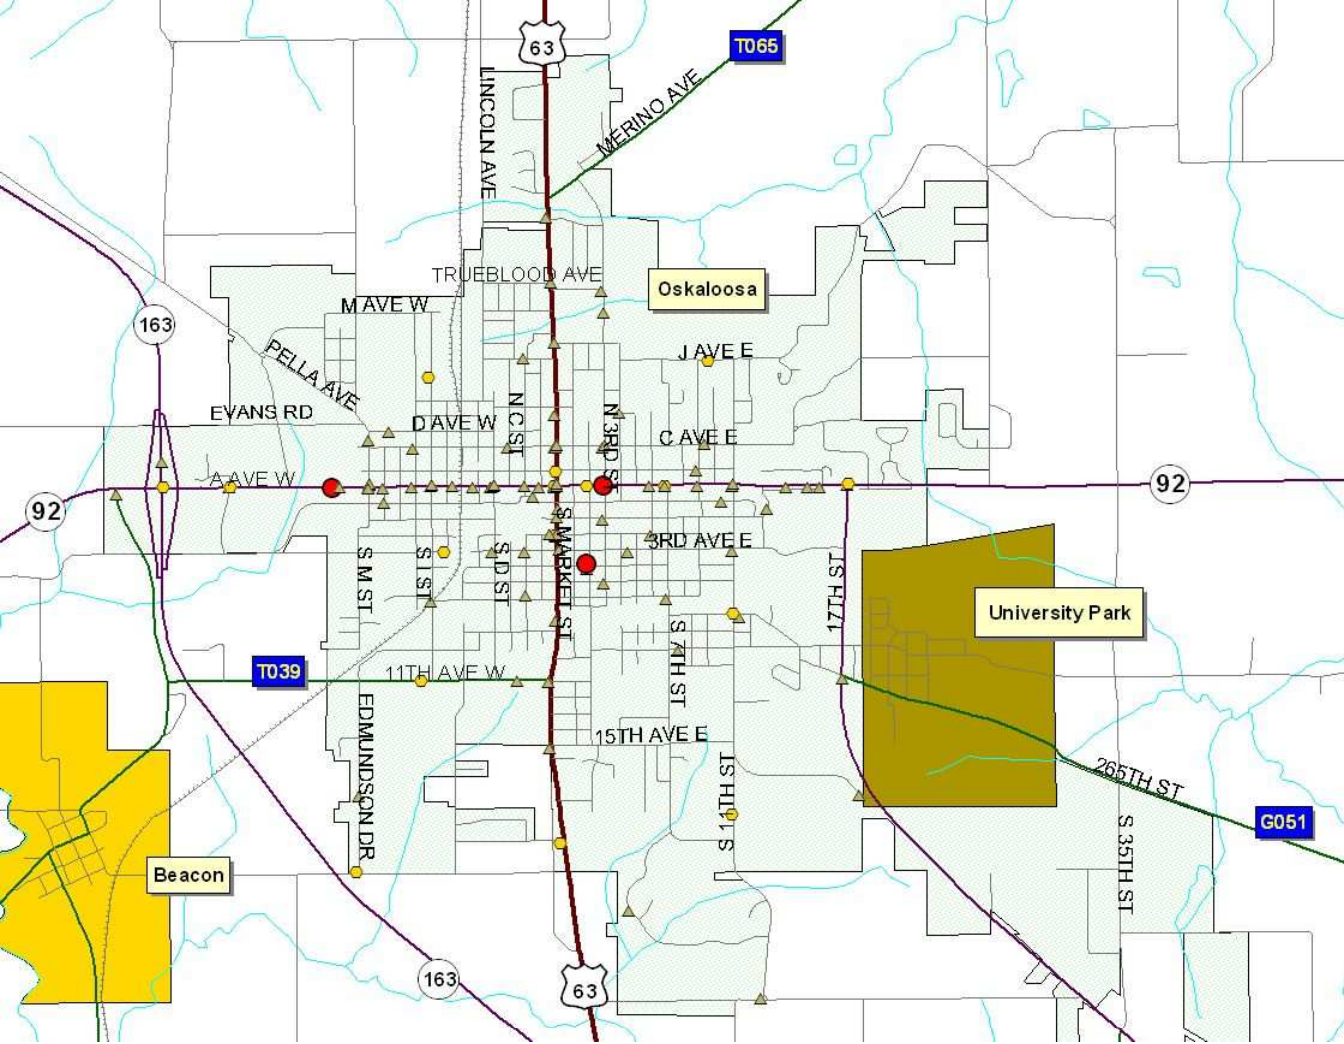 63
T065
LINCOLN AVE
MERINO AVE
TRUEBLOOD AVE
Oskaloosa
M AVE W
163
PELLA AVE
J AVE E
EVANS RD
D AVE W
N C ST
N 3RD ST
C AVE E
A AVE W
92
92
S M ST
S I ST
S D ST
S MARKET ST
3RD AVE E
17TH ST
University Park
T039
11TH AVE W
S 7TH ST
EDMUNDSON DR
15TH AVE E
S 11TH ST
265TH ST
G051
S 35TH ST
Beacon
163
63